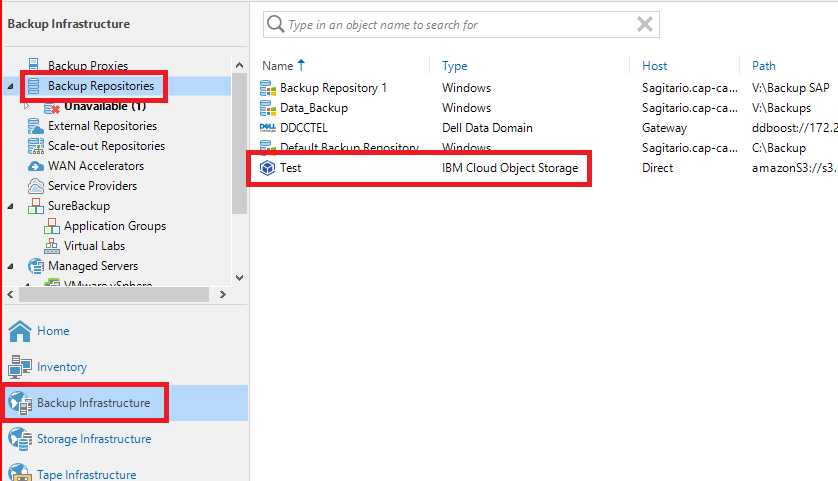 Backup Infrastructure
Type in an object name to search for
Backup Proxies
Backup Repositories
Unavailable (1)
External Repositories
Scale-out Repositories
WAN Accelerators
Service Providers
SureBackup
Application Groups
Virtual Labs
Managed Servers
VMware vSphere
Name Type Host Path
Backup Repository 1 Windows Sagitario.cap-ca... V:\Backup SAP
Data_Backup Windows Sagitario.cap-ca... V:\Backups
DELL DDCCTEL Dell Data Domain Gateway ddboost://172.2
Default Backup Repository Windows Sagitario.cap-ca... C:\Backup
Test IBM Cloud Object Storage Direct amazonS3://s3.
Home
Inventory
Backup Infrastructure
Storage Infrastructure
Tape Infrastructure